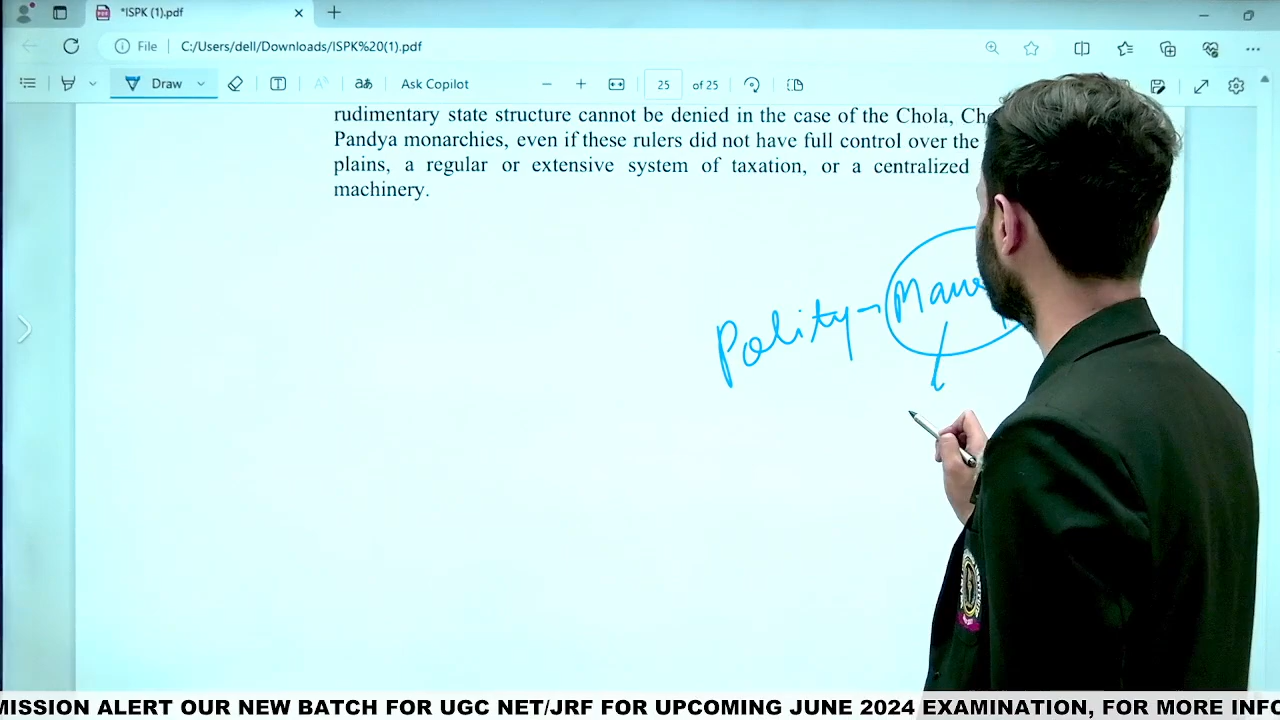 *ISPK (1).pdf
File
C:/Users/dell/Downloads/ISPK%20(1).pdf
Draw
Ask Copilot
25 of 25
rudimentary state structure cannot be denied in the case of the Chola,
Pandya monarchies, even if these rulers did not have full control over the
plains, a regular or extensive system of taxation, or a centralized
machinery.
Polity
MISSION ALERT OUR NEW BATCH FOR UGC NET/JRF FOR UPCOMING JUNE 2024 EXAMINATION, FOR MORE INFO